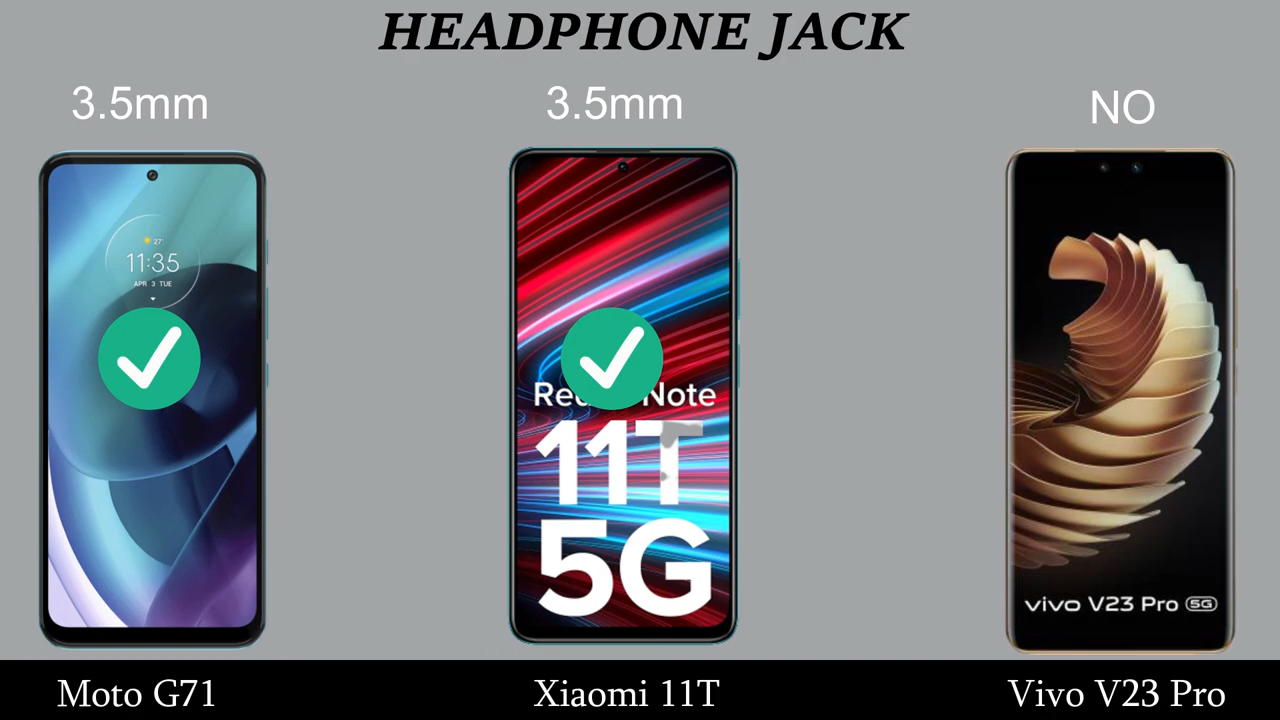 HEADPHONE JACK
3.5mm
3.5mm
NO
27°
11:35
APR 3 TUE
Note
11T
5G
vivo V23 Pro 5G
Moto G71
Xiaomi 11T
Vivo V23 Pro